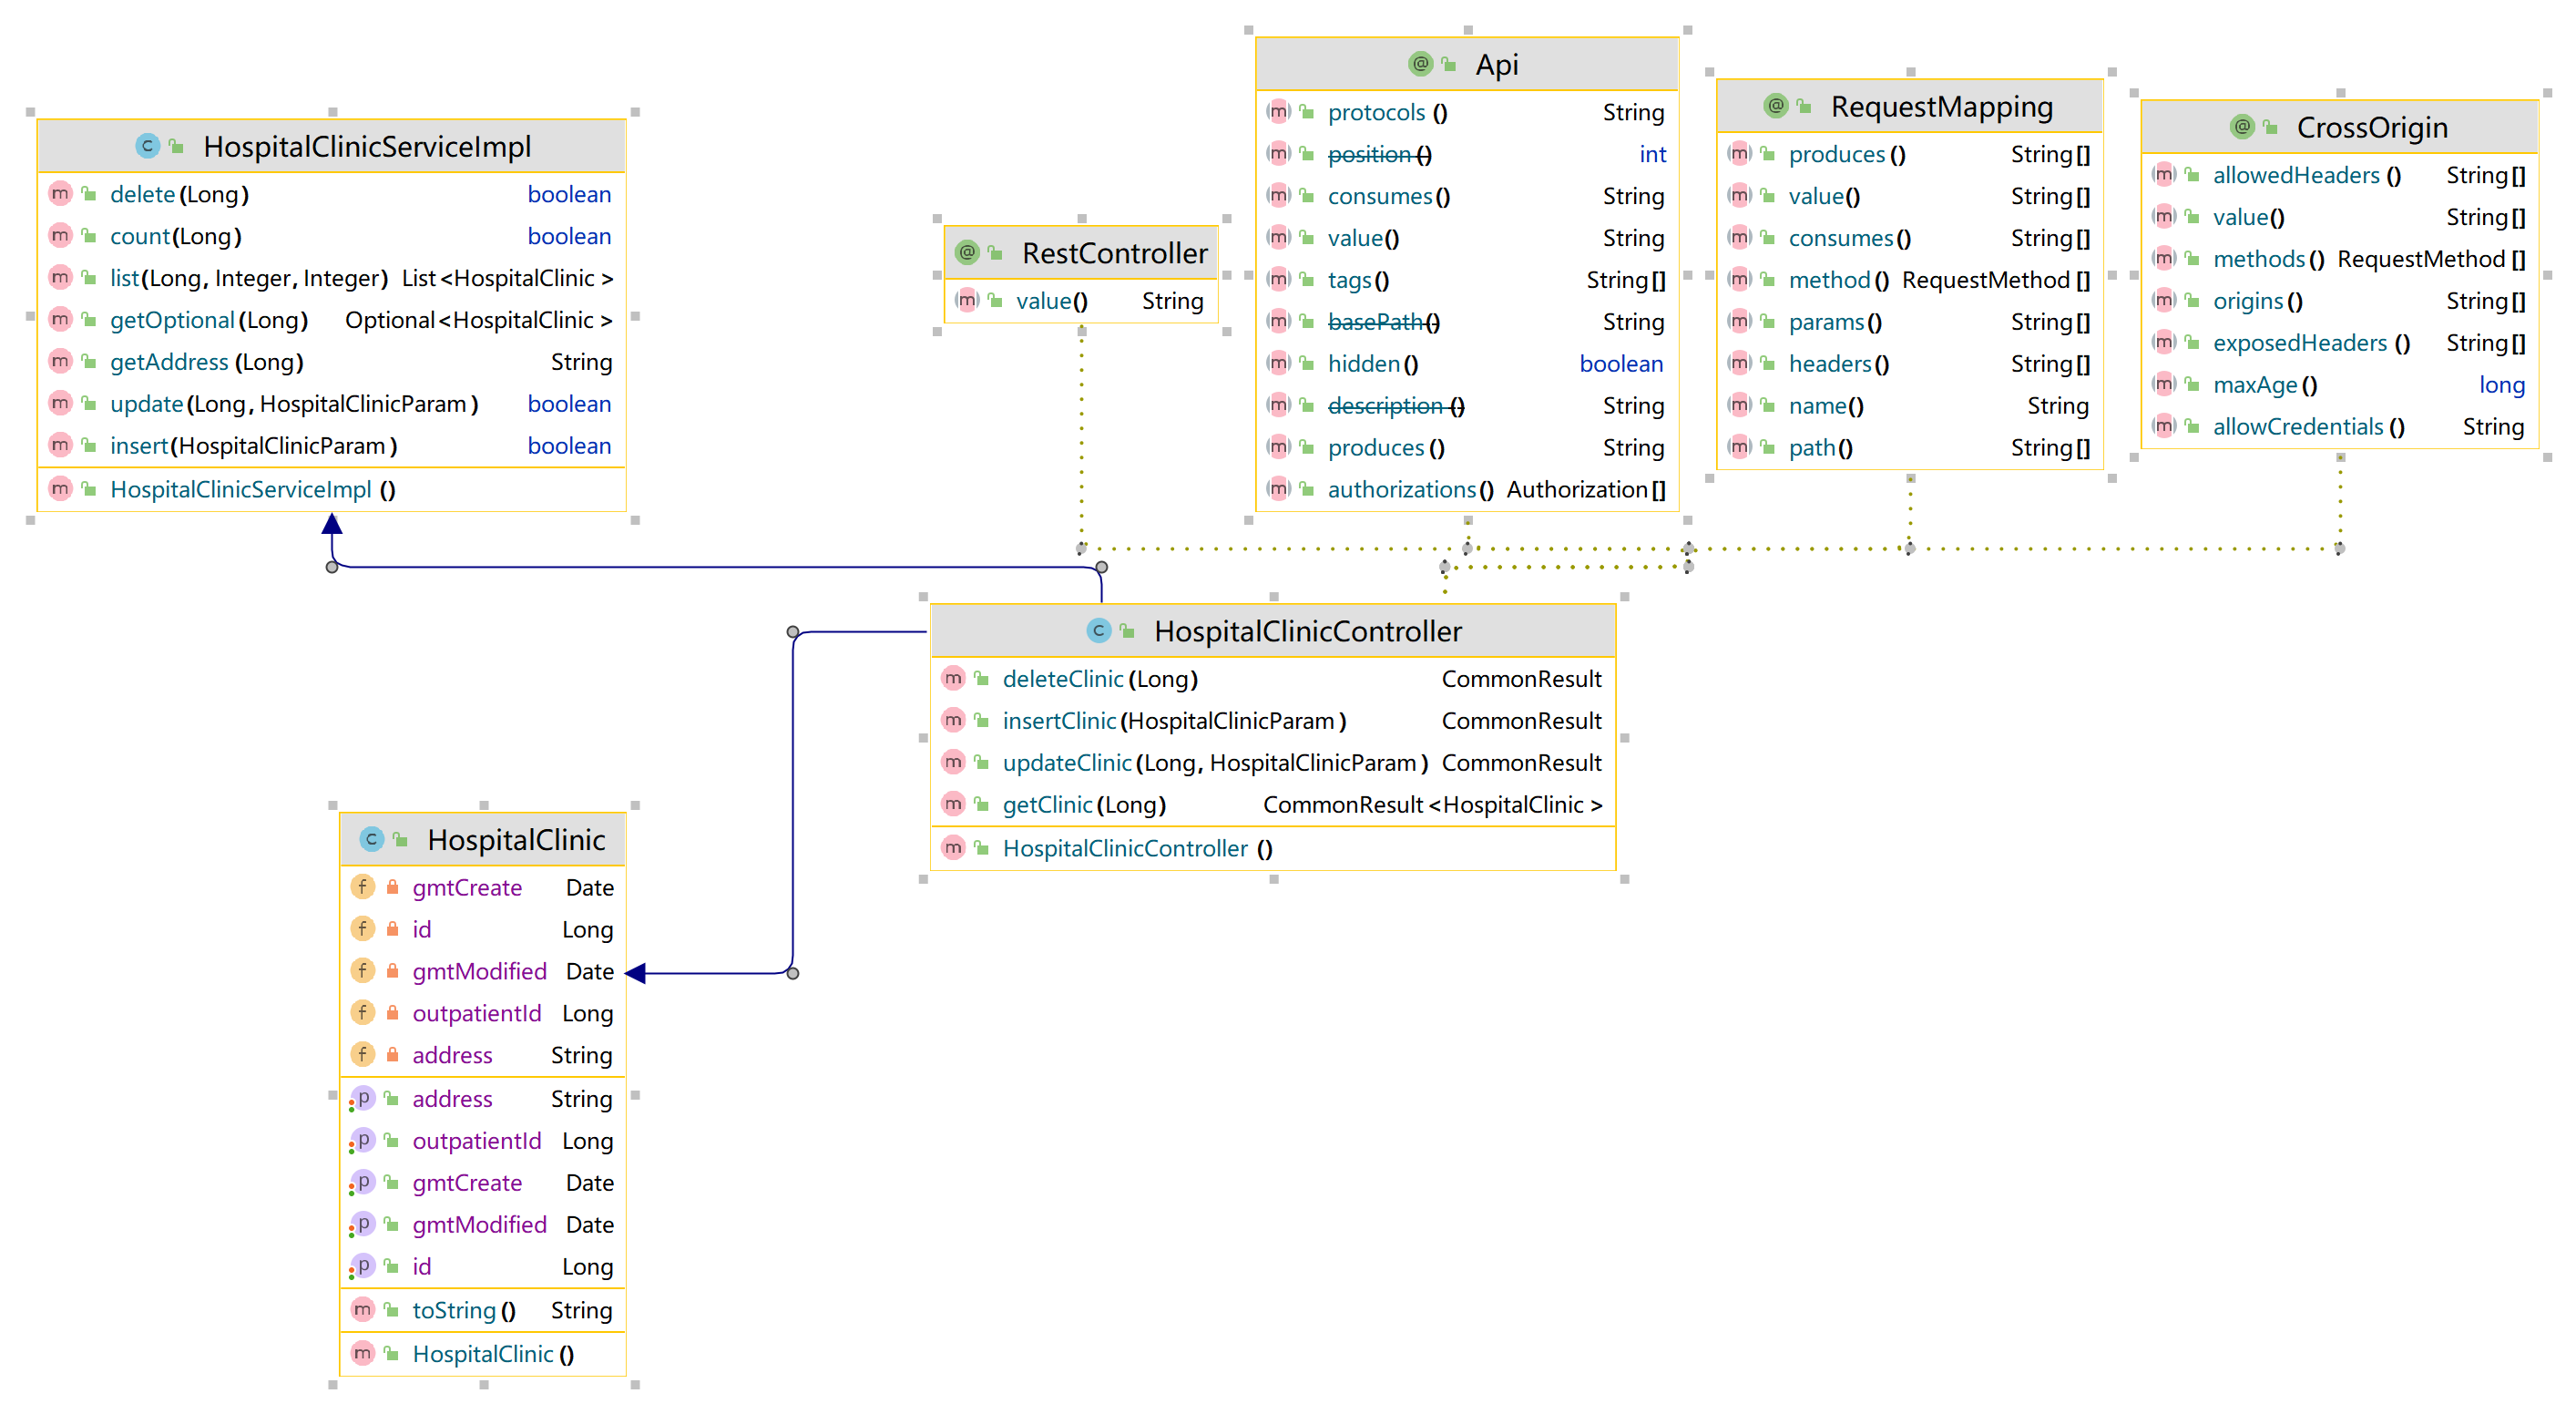 HospitalClinicServiceImpl
delete(Long) boolean
count(Long) boolean
list(Long, Integer, Integer) List<HospitalClinic>
getOptional(Long) Optional<HospitalClinic>
getAddress(Long) String
update(Long, HospitalClinicParam) boolean
insert(HospitalClinicParam) boolean
HospitalClinicServiceImpl()
RestController
value() String
Api
protocols() String
position() int
consumes() String
value() String
tags() String[]
basePath() String
hidden() boolean
description() String
produces() String
authorizations() Authorization[]
RequestMapping
produces() String[]
value() String[]
consumes() String[]
method() RequestMethod[]
params() String[]
headers() String[]
name() String
path() String[]
CrossOrigin
allowedHeaders() String[]
value() String[]
methods() RequestMethod[]
origins() String[]
exposedHeaders() String[]
maxAge() long
allowCredentials() String
HospitalClinicController
deleteClinic(Long) CommonResult
insertClinic(HospitalClinicParam) CommonResult
updateClinic(Long, HospitalClinicParam) CommonResult
getClinic(Long) CommonResult<HospitalClinic>
HospitalClinicController()
HospitalClinic
gmtCreate Date
id Long
gmtModified Date
outpatientId Long
address String
address String
outpatientId Long
gmtCreate Date
gmtModified Date
id Long
toString() String
HospitalClinic()